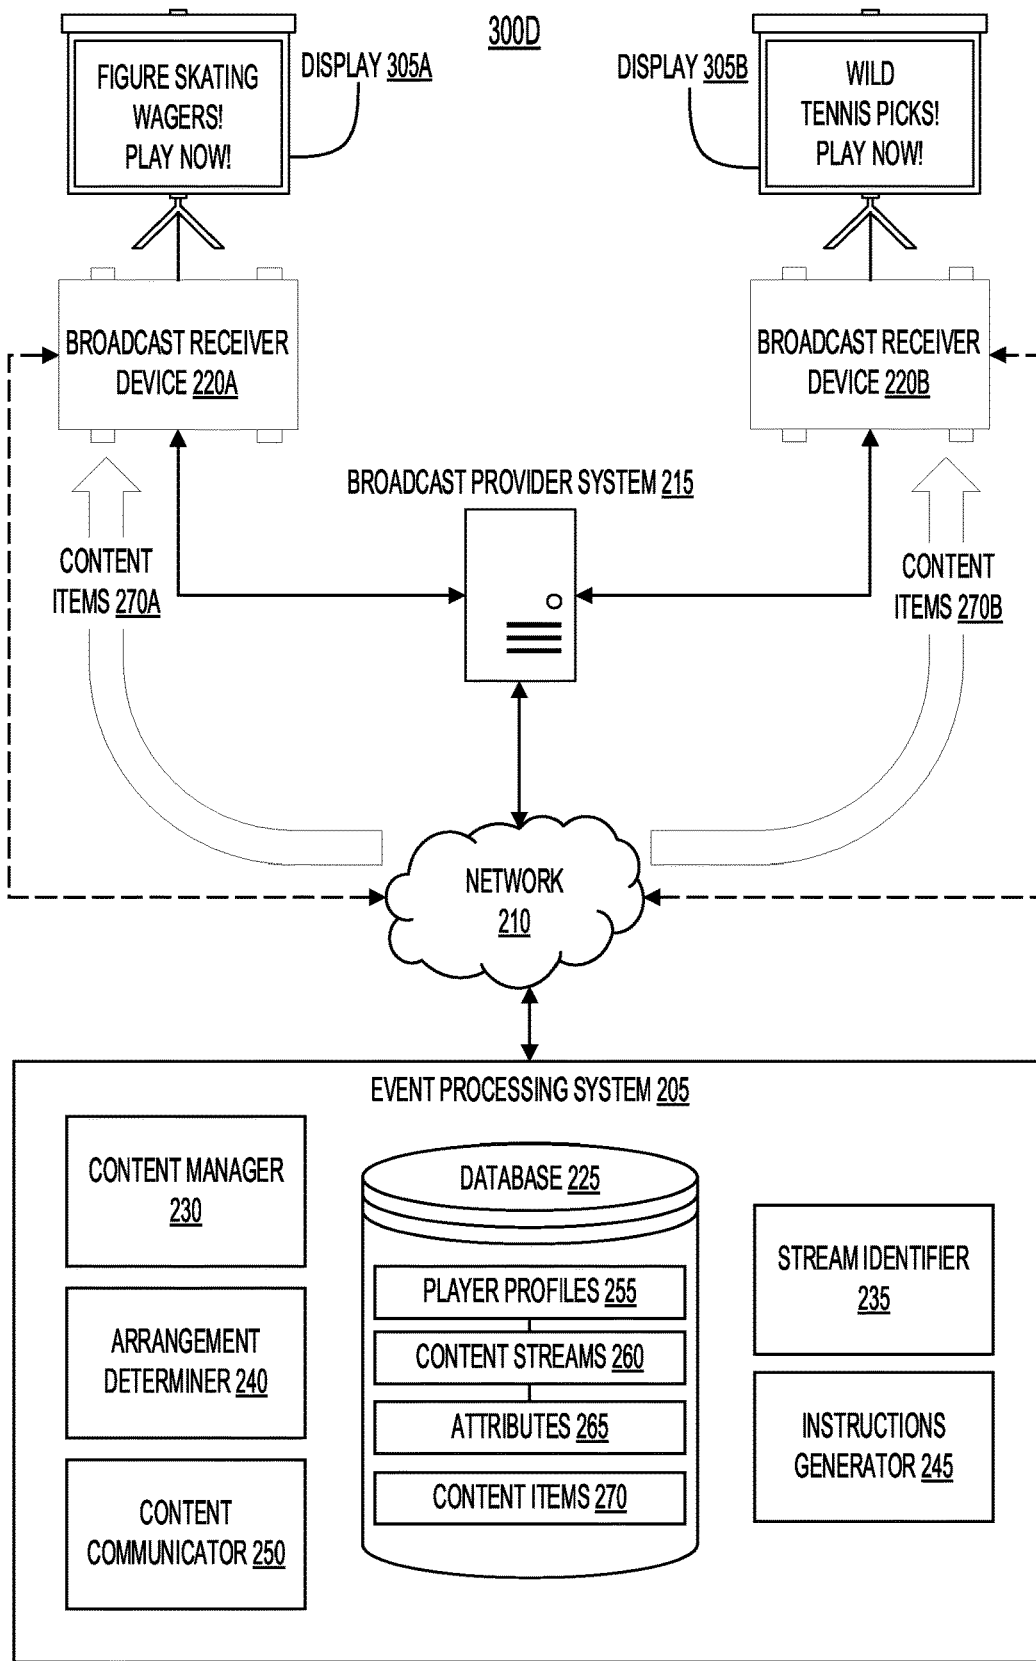 300D
FIGURE SKATING
WAGERS!
PLAY NOW!
DISPLAY 305A
DISPLAY 305B
WILD
TENNIS PICKS!
PLAY NOW!
BROADCAST RECEIVER
DEVICE 220A
BROADCAST RECEIVER
DEVICE 220B
BROADCAST PROVIDER SYSTEM 215
CONTENT
ITEMS 270A
CONTENT
ITEMS 270B
NETWORK
210
EVENT PROCESSING SYSTEM 205
CONTENT MANAGER
230
ARRANGEMENT
DETERMINER 240
CONTENT
COMMUNICATOR 250
DATABASE 225
PLAYER PROFILES 255
CONTENT STREAMS 260
ATTRIBUTES 265
CONTENT ITEMS 270
STREAM IDENTIFIER
235
INSTRUCTIONS
GENERATOR 245